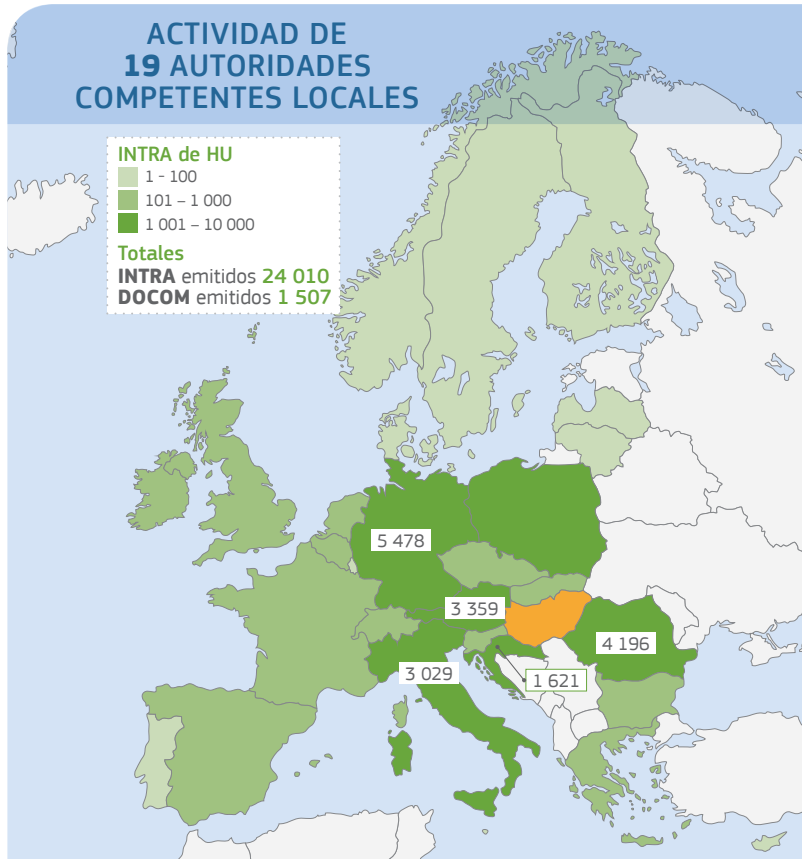 ACTIVIDAD DE
19 AUTORIDADES
COMPETENTES LOCALES
INTRA de HU
1 - 100
101 – 1 000
1 001 – 10 000
Totales
INTRA emitidos 24 010
DOCOM emitidos 1 507
5 478
3 359
4 196
3 029
1 621